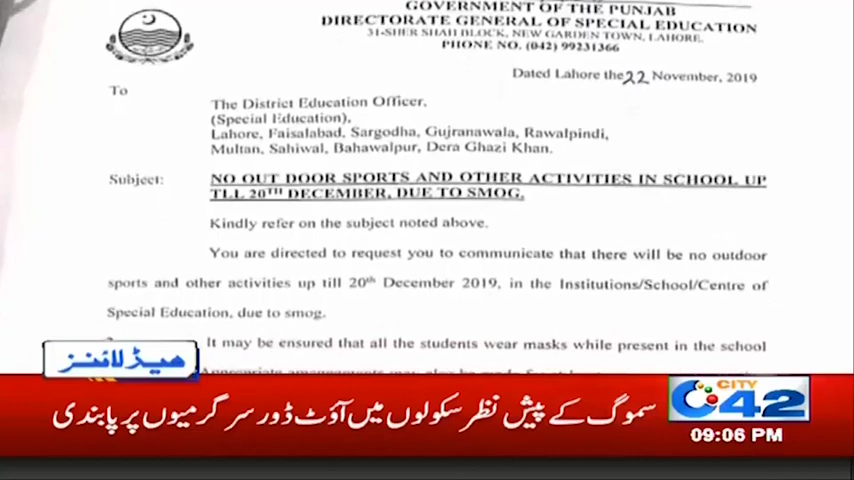 GOVERNMENT OF THE PUNJAB
DIRECTORATE GENERAL OF SPECIAL EDUCATION
31-SHER SHAH BLOCK, NEW GARDEN TOWN, LAHORE.
PHONE NO. (042) 99231366
Dated Lahore the 22 November, 2019
To
The District Education Officer,
(Special Education),
Lahore, Faisalabad, Sargodha, Gujranawala, Rawalpindi,
Multan, Sahiwal, Bahawalpur, Dera Ghazi Khan.
Subject: NO OUT DOOR SPORTS AND OTHER ACTIVITIES IN SCHOOL UP
TLL 20TH DECEMBER, DUE TO SMOG.
Kindly refer on the subject noted above.
You are directed to request you to communicate that there will be no outdoor
sports and other activities up till 20th December 2019, in the Institutions/School/Centre of
Special Education, due to smog.
It may be ensured that all the students wear masks while present in the school
ہیڈلائنز
سموگ کے پیش نظر سکولوں میں آؤٹ ڈور سرگرمیوں پر پابندی
CITY
42
09:06 PM